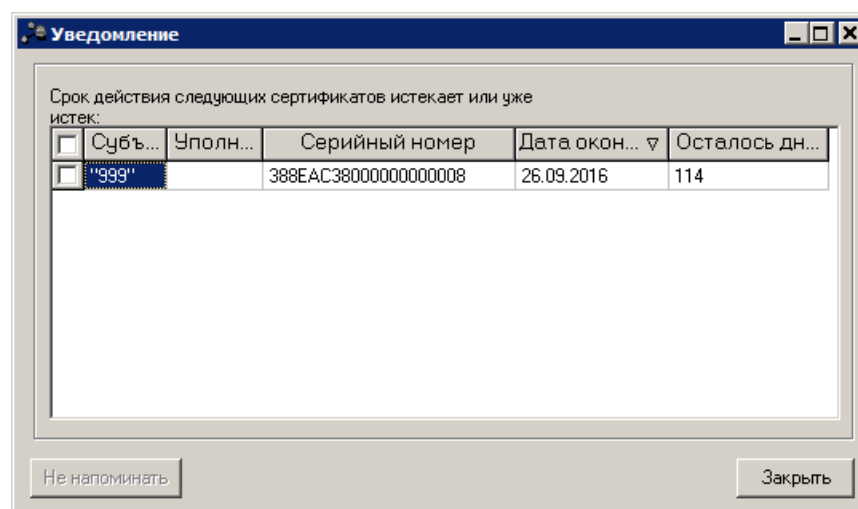 Уведомление
Срок действия следующих сертификатов истекает или уже
истек:
Субъ... Уполн... Серийный номер Дата окон... Осталось дн...
"999" 388EAC38000000000008 26.09.2016 114
Не напоминать Закрыть